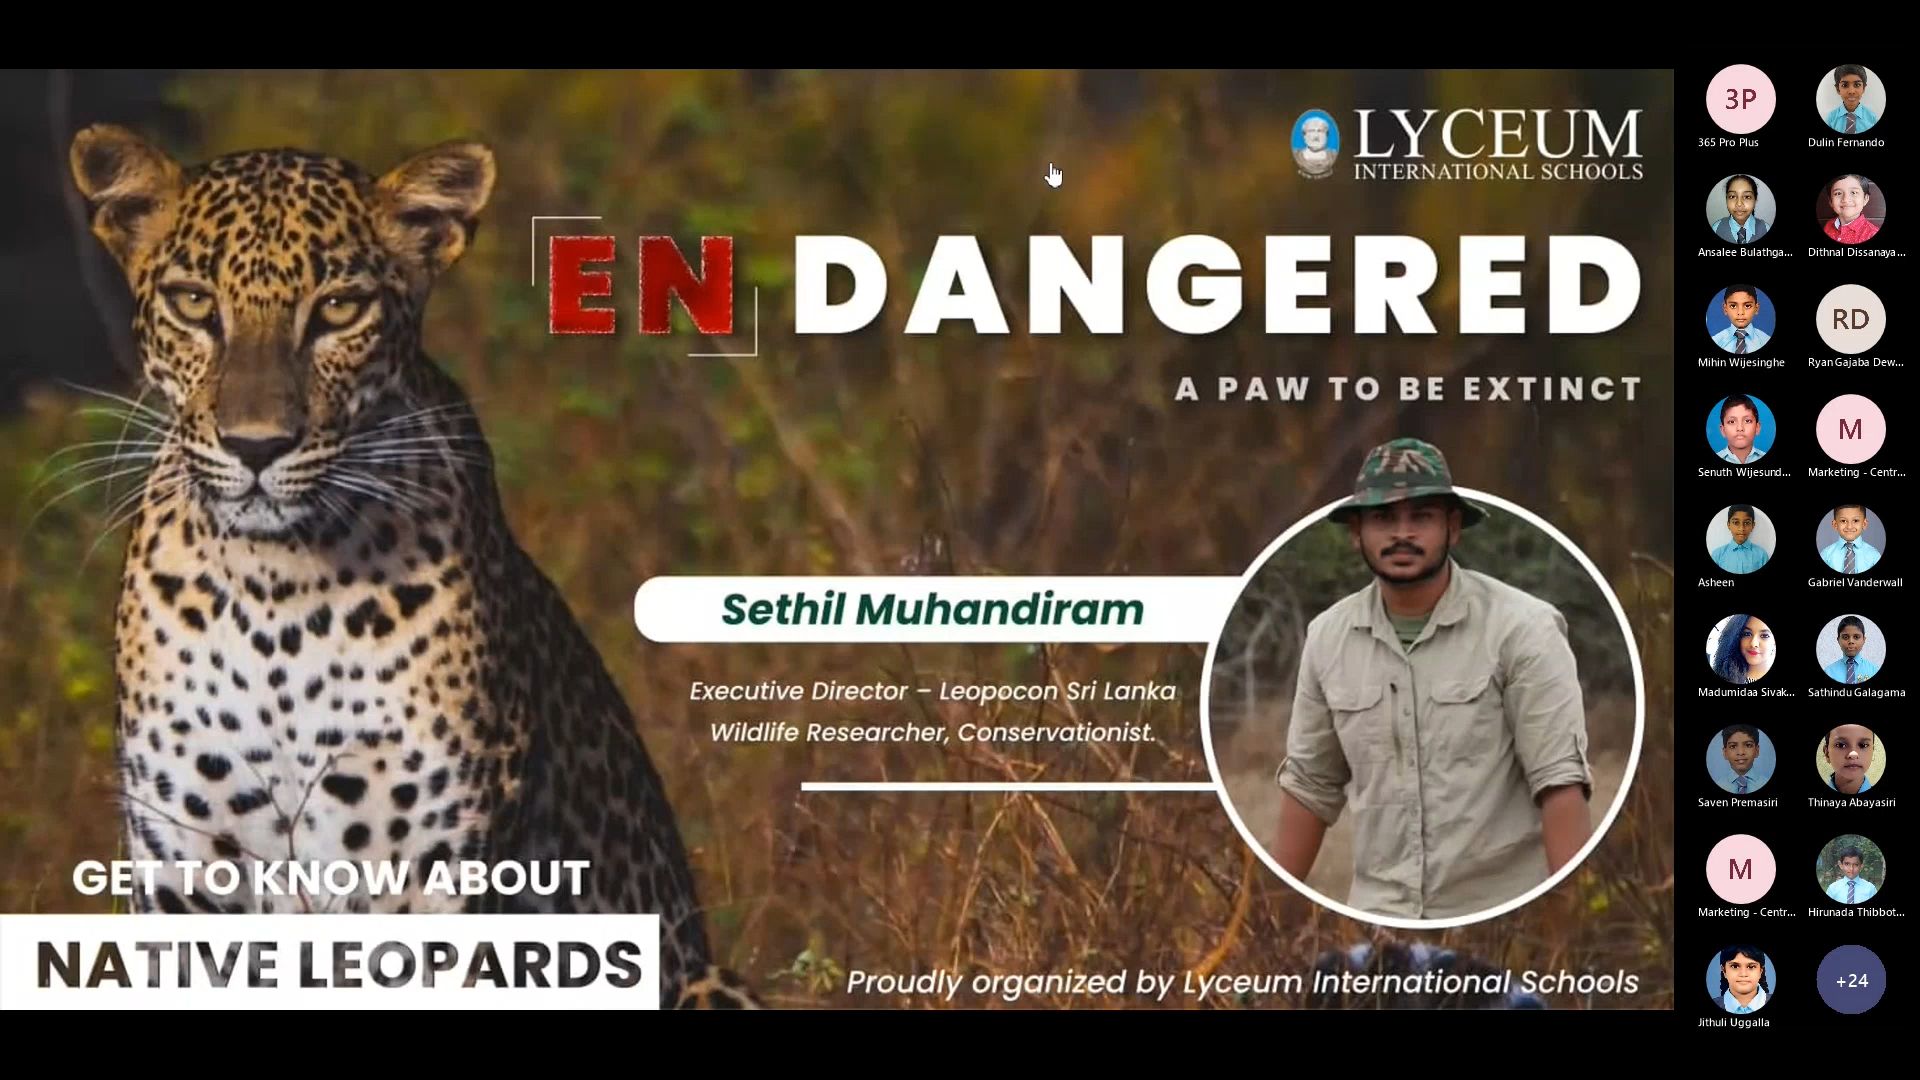 LYCEUM
INTERNATIONAL SCHOOLS
EN DANGERED
A PAW TO BE EXTINCT
Sethil Muhandiram
Executive Director – Leopocon Sri Lanka
Wildlife Researcher, Conservationist.
GET TO KNOW ABOUT
NATIVE LEOPARDS
Proudly organized by Lyceum International Schools
3P
365 Pro Plus
Dulin Fernando
Ansalee Bulathga...
Dithnal Dissanaya...
Mihin Wijesinghe
RD
Ryan Gajaba Dew...
Senuth Wijesund...
M
Marketing - Centr...
Asheen
Gabriel Vanderwall
Madumidaa Sivak...
Sathindu Galagama
Saven Premasiri
Thinaya Abayasiri
M
Marketing - Centr...
Hirunada Thibbot...
Jithuli Uggalla
+24